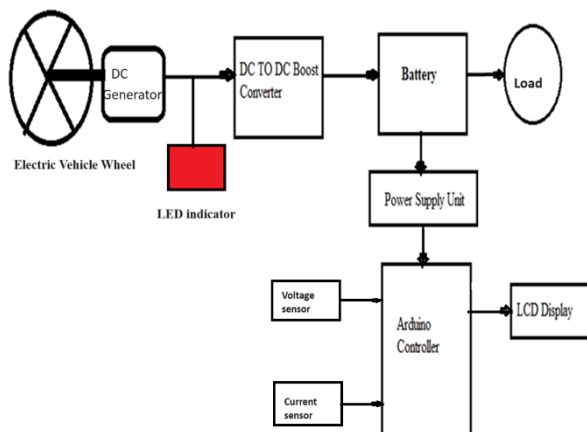 DC
Generator
DC TO DC Boost
Converter
Battery
Load
Electric Vehicle Wheel
LED indicator
Power Supply Unit
Voltage
sensor
Arduino
Controller
LCD Display
Current
sensor